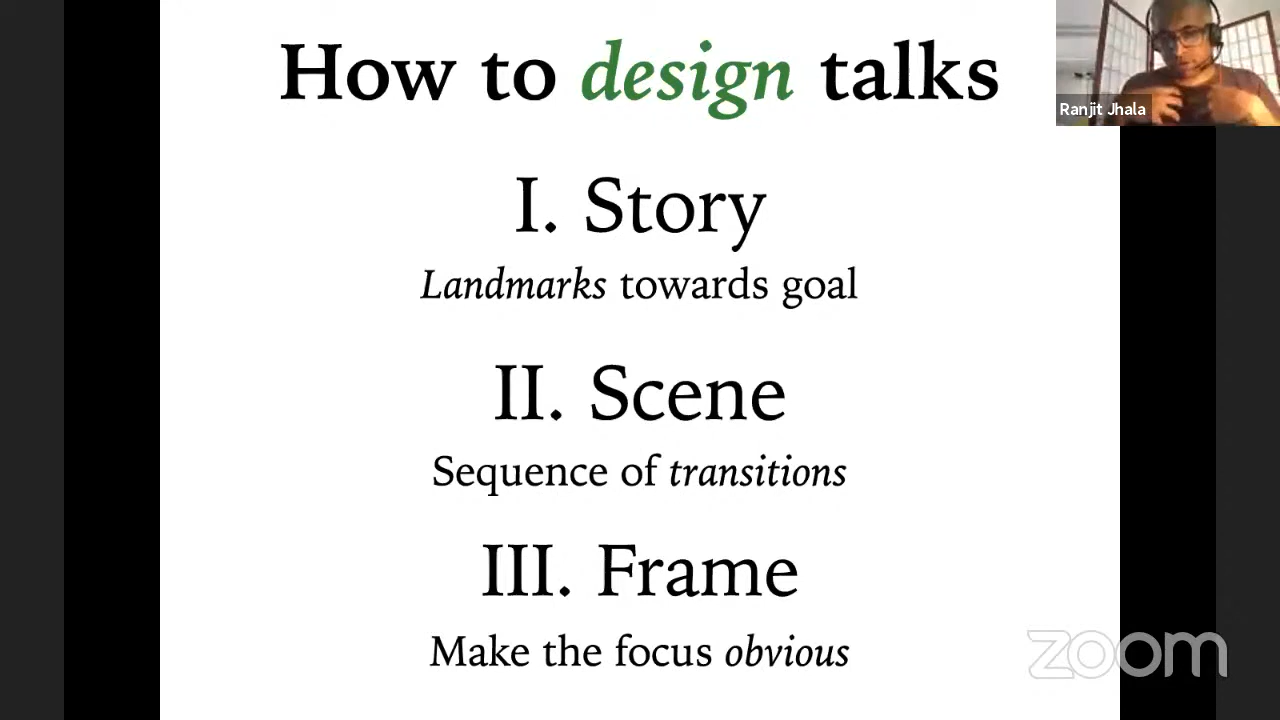 How to design talks
Ranjit Jhala
I. Story
Landmarks towards goal
II. Scene
Sequence of transitions
III. Frame
Make the focus obvious
zoom